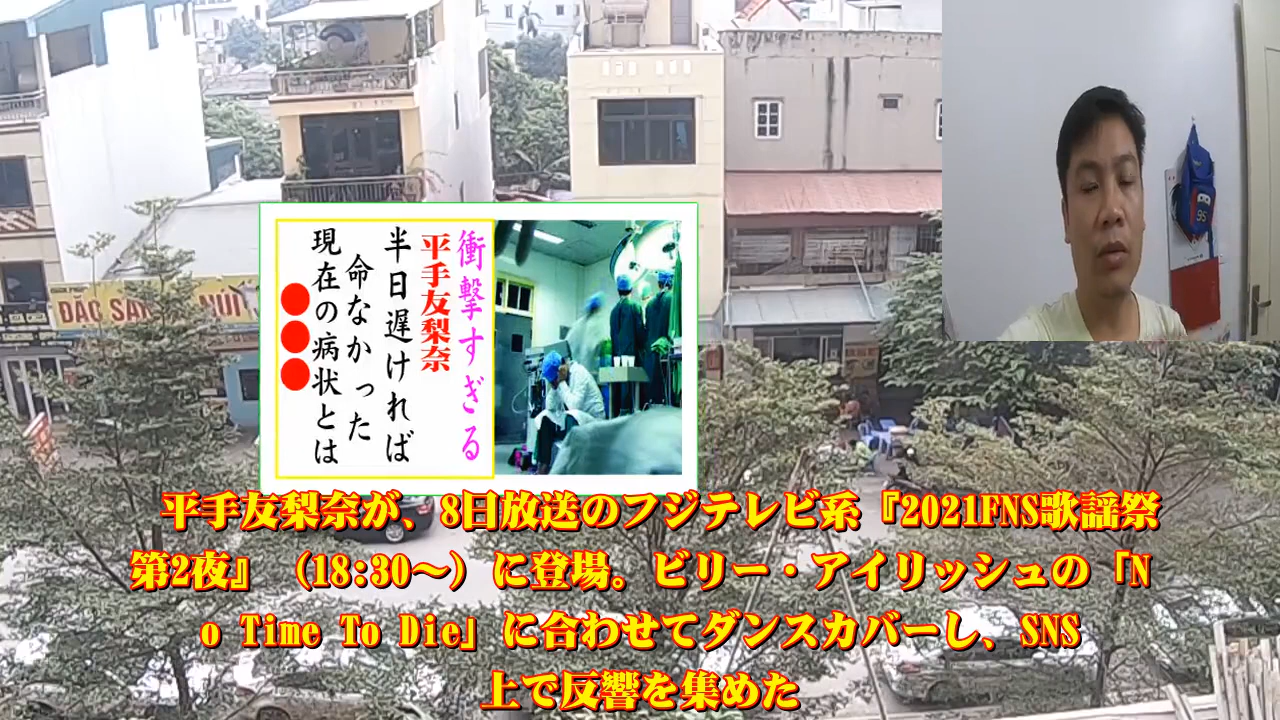 ĐẶC SẢN
NÚI
衝撃すぎる
平手友梨奈
半日遅ければ
命なかった
現在の病状とは
●●●
95
平手友梨奈が、8日放送のフジテレビ系『2021FNS歌謡祭
第2夜』（18:30～）に登場。ビリー・アイリッシュの「N
o Time To Die」に合わせてダンスカバーし、SNS
上で反響を集めた